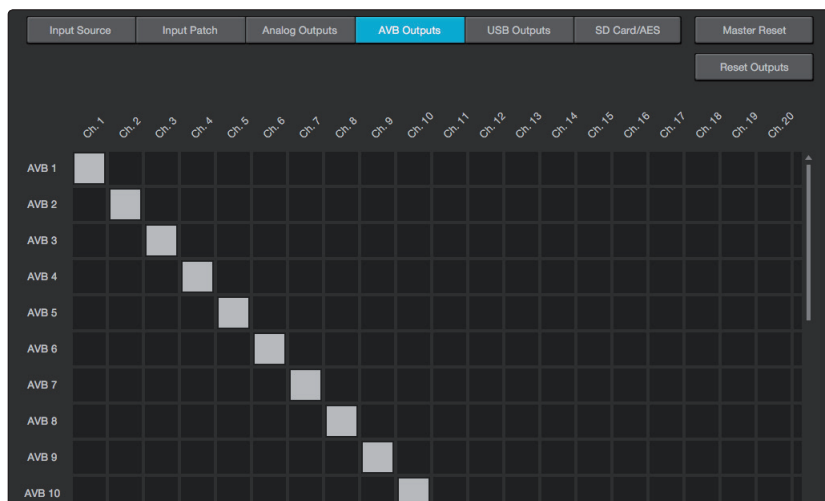 Input Source Input Patch Analog Outputs AVB Outputs USB Outputs SD Card/AES Master Reset
Reset Outputs
Ch. 1 Ch. 2 Ch. 3 Ch. 4 Ch. 5 Ch. 6 Ch. 7 Ch. 8 Ch. 9 Ch. 10 Ch. 11 Ch. 12 Ch. 13 Ch. 14 Ch. 15 Ch. 16 Ch. 17 Ch. 18 Ch. 19 Ch. 20
AVB 1
AVB 2
AVB 3
AVB 4
AVB 5
AVB 6
AVB 7
AVB 8
AVB 9
AVB 10